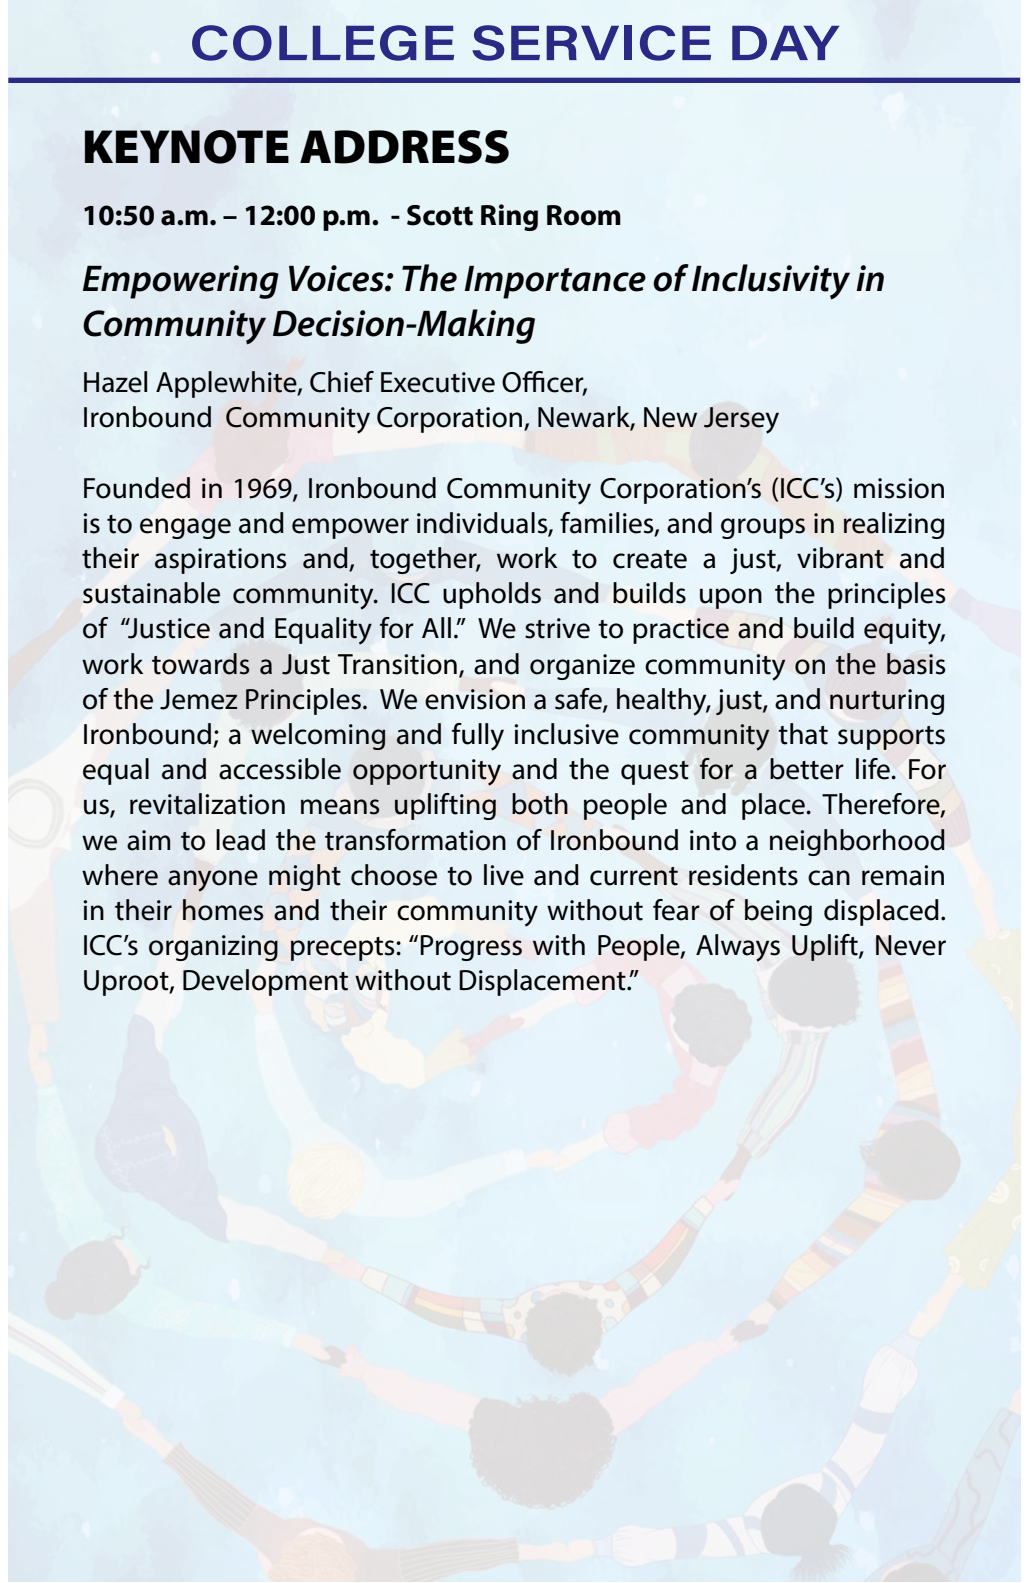 COLLEGE SERVICE DAY
KEYNOTE ADDRESS
10:50 a.m. – 12:00 p.m.  - Scott Ring Room
Empowering Voices: The Importance of Inclusivity in
Community Decision-Making
Hazel Applewhite, Chief Executive Officer,
Ironbound  Community Corporation, Newark, New Jersey
Founded in 1969, Ironbound Community Corporation’s (ICC’s) mission
is to engage and empower individuals, families, and groups in realizing
their aspirations and, together, work to create a just, vibrant and
sustainable community. ICC upholds and builds upon the principles
of “Justice and Equality for All.”  We strive to practice and build equity,
work towards a Just Transition, and organize community on the basis
of the Jemez Principles.  We envision a safe, healthy, just, and nurturing
Ironbound; a welcoming and fully inclusive community that supports
equal and accessible opportunity and the quest for a better life. For
us, revitalization means uplifting both people and place. Therefore,
we aim to lead the transformation of Ironbound into a neighborhood
where anyone might choose to live and current residents can remain
in their homes and their community without fear of being displaced.
ICC’s organizing precepts: “Progress with People, Always Uplift, Never
Uproot, Development without Displacement.”